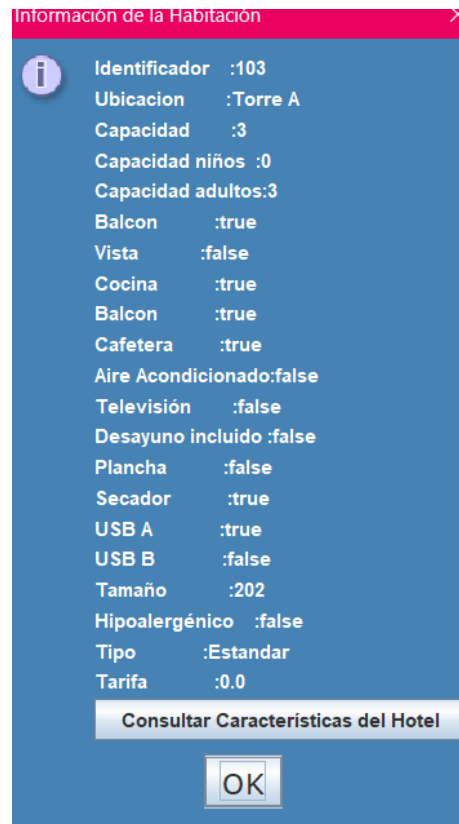 Información de la Habitación
Identificador :103
Ubicacion :Torre A
Capacidad :3
Capacidad niños :0
Capacidad adultos:3
Balcon :true
Vista :false
Cocina :true
Balcon :true
Cafetera :true
Aire Acondicionado:false
Televisión :false
Desayuno incluido :false
Plancha :false
Secador :true
USB A :true
USB B :false
Tamaño :202
Hipoalergénico :false
Tipo :Estandar
Tarifa :0.0
Consultar Características del Hotel
OK